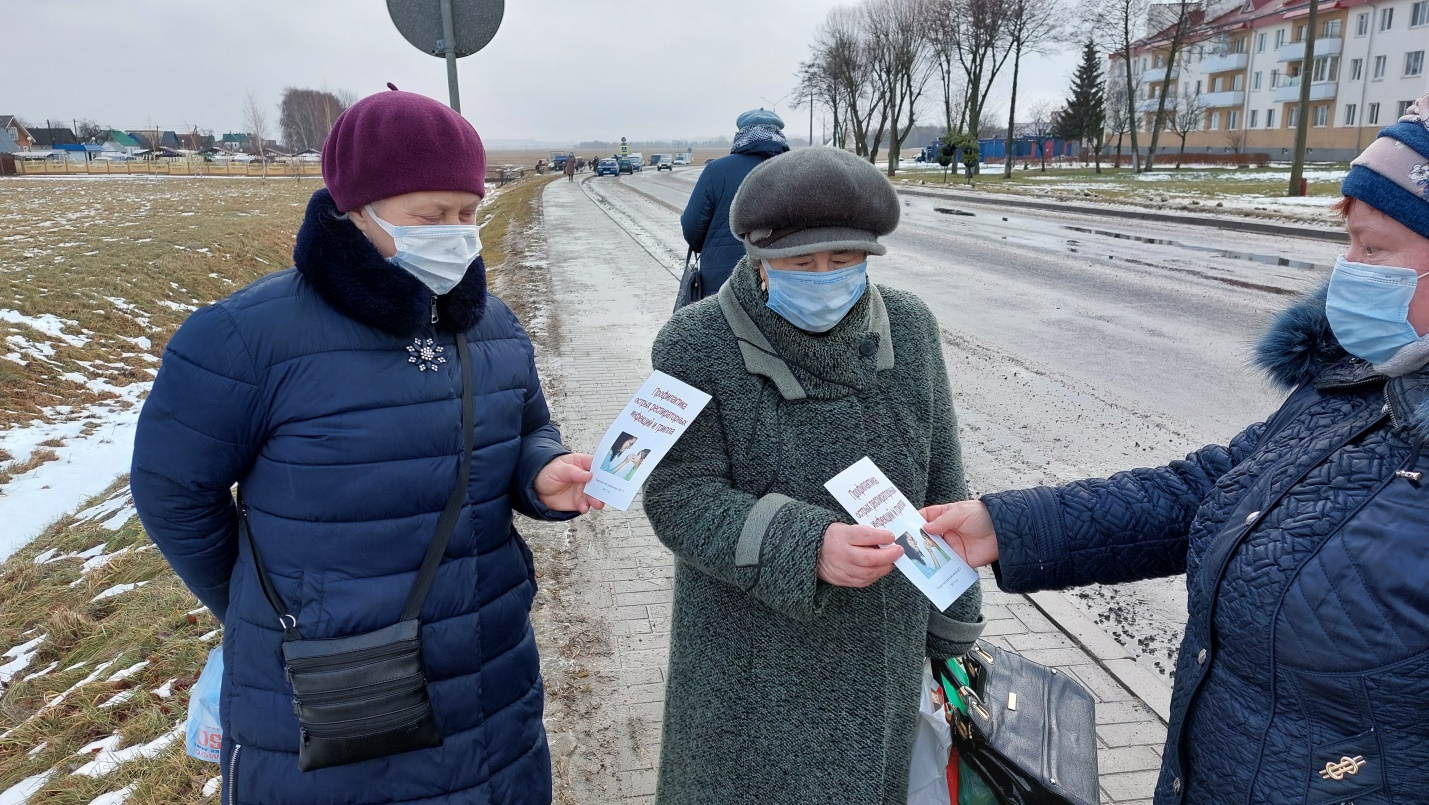 Профилактика
острых респираторных
инфекций и гриппа
Профилактика
острых респираторных
инфекций и гриппа